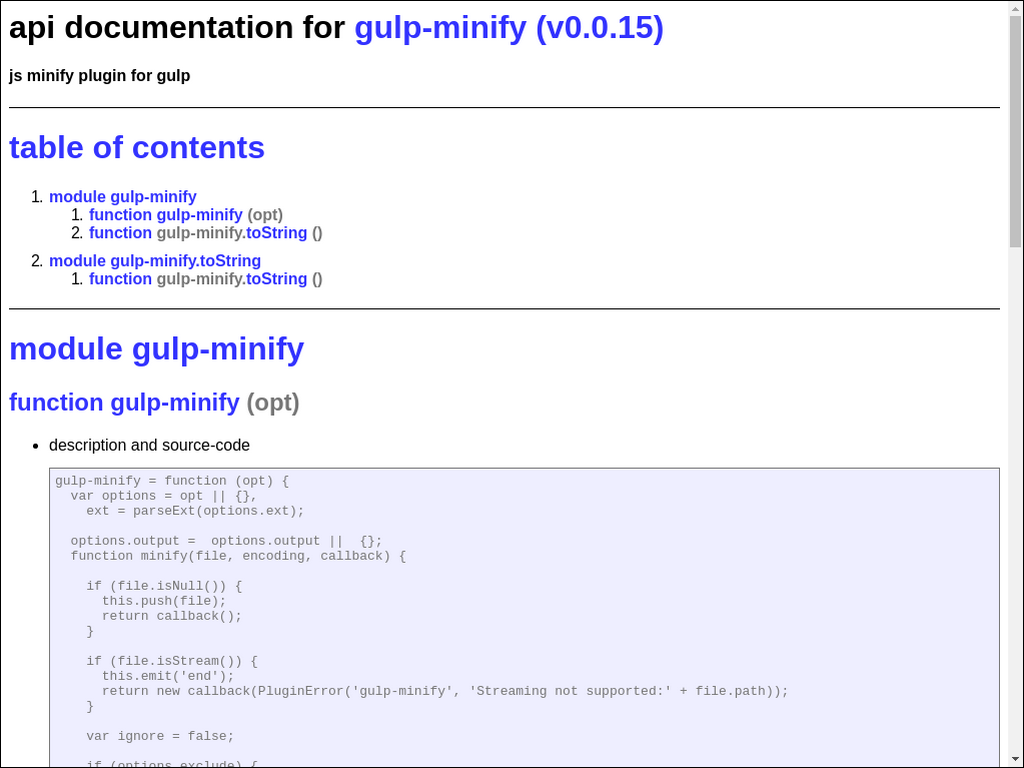 api documentation for gulp-minify (v0.0.15)
js minify plugin for gulp
table of contents
1. module gulp-minify
1. function gulp-minify (opt)
2. function gulp-minify.toString ()
2. module gulp-minify.toString
1. function gulp-minify.toString ()
module gulp-minify
function gulp-minify (opt)
• description and source-code
gulp-minify = function (opt) {
  var options = opt || {},
    ext = parseExt(options.ext);

  options.output =  options.output ||  {};
  function minify(file, encoding, callback) {

    if (file.isNull()) {
      this.push(file);
      return callback();
    }

    if (file.isStream()) {
      this.emit('end');
      return new callback(PluginError('gulp-minify', 'Streaming not supported:' + file.path));
    }

    var ignore = false;

    if (options.exclude) {